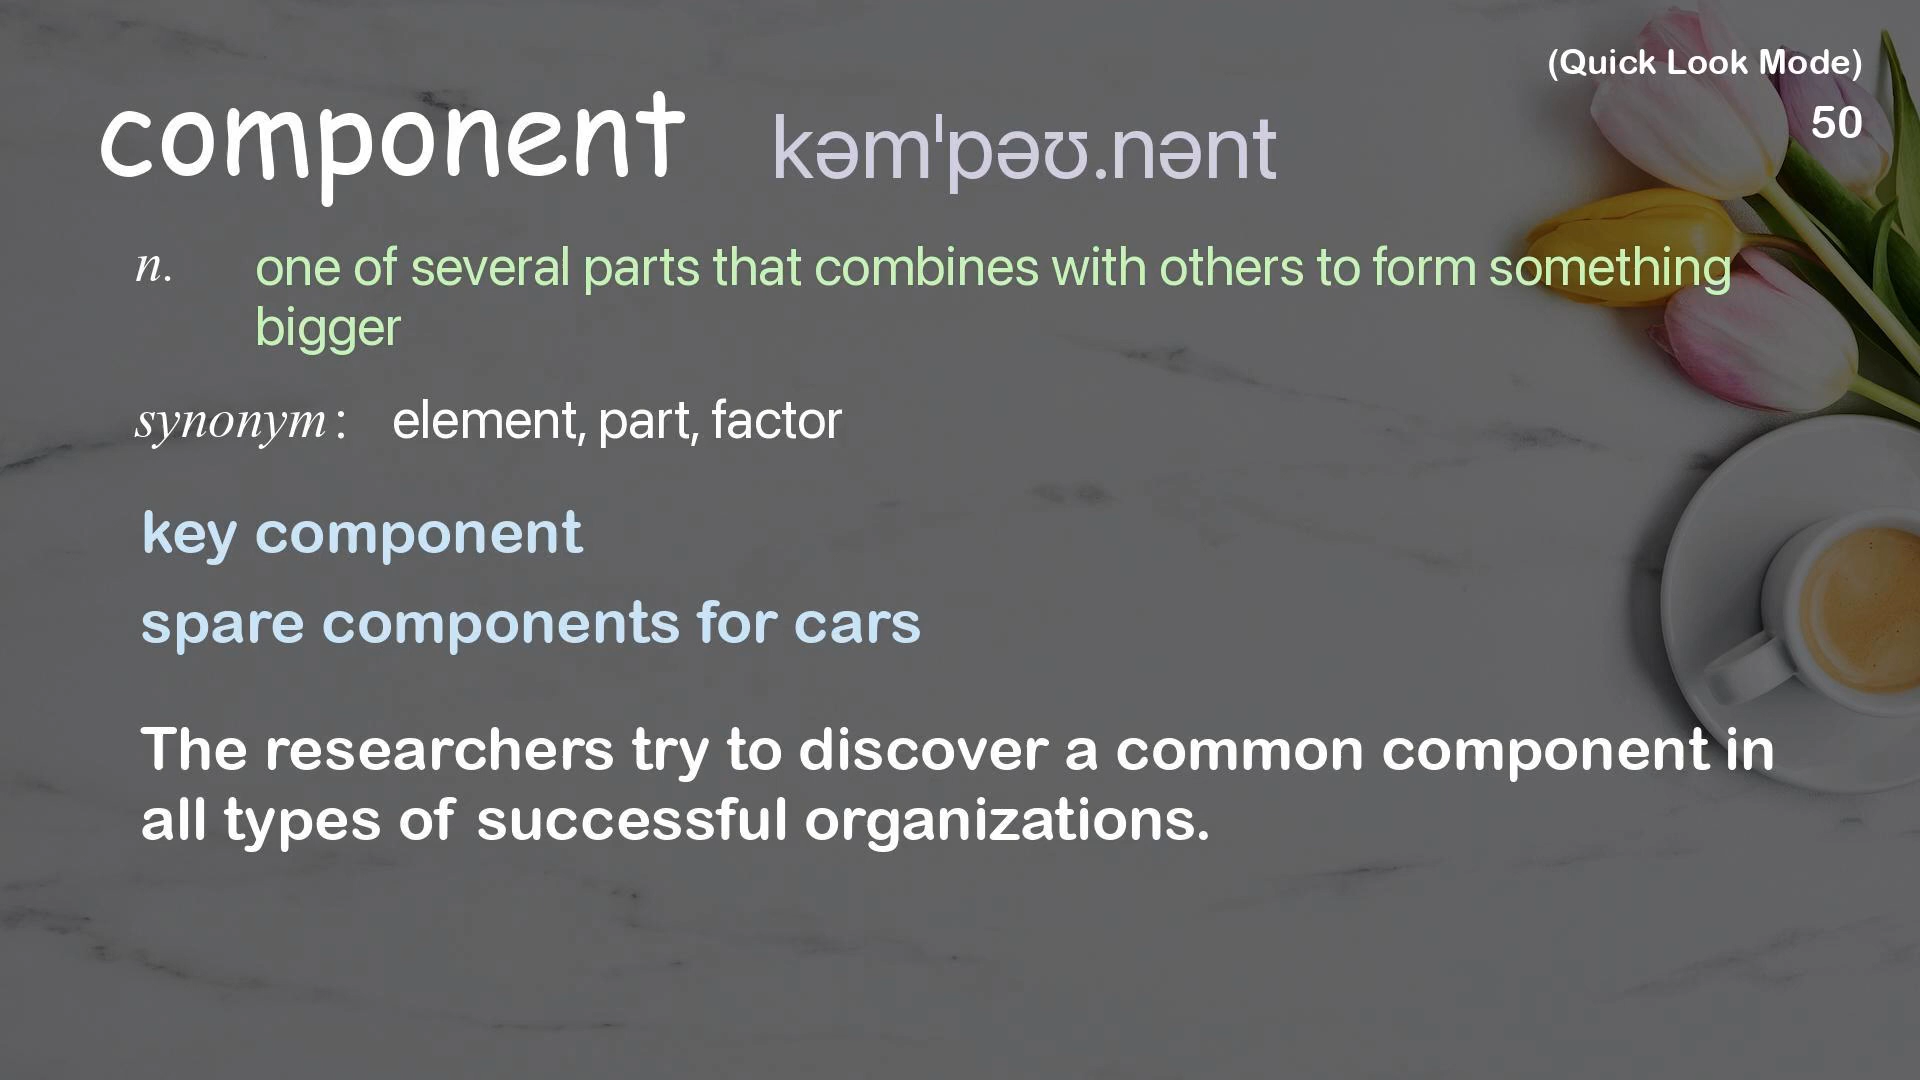 (Quick Look Mode)
50
component kəmˈpəʊ.nənt
n. one of several parts that combines with others to form something
bigger
synonym: element, part, factor
key component
spare components for cars
The researchers try to discover a common component in
all types of successful organizations.